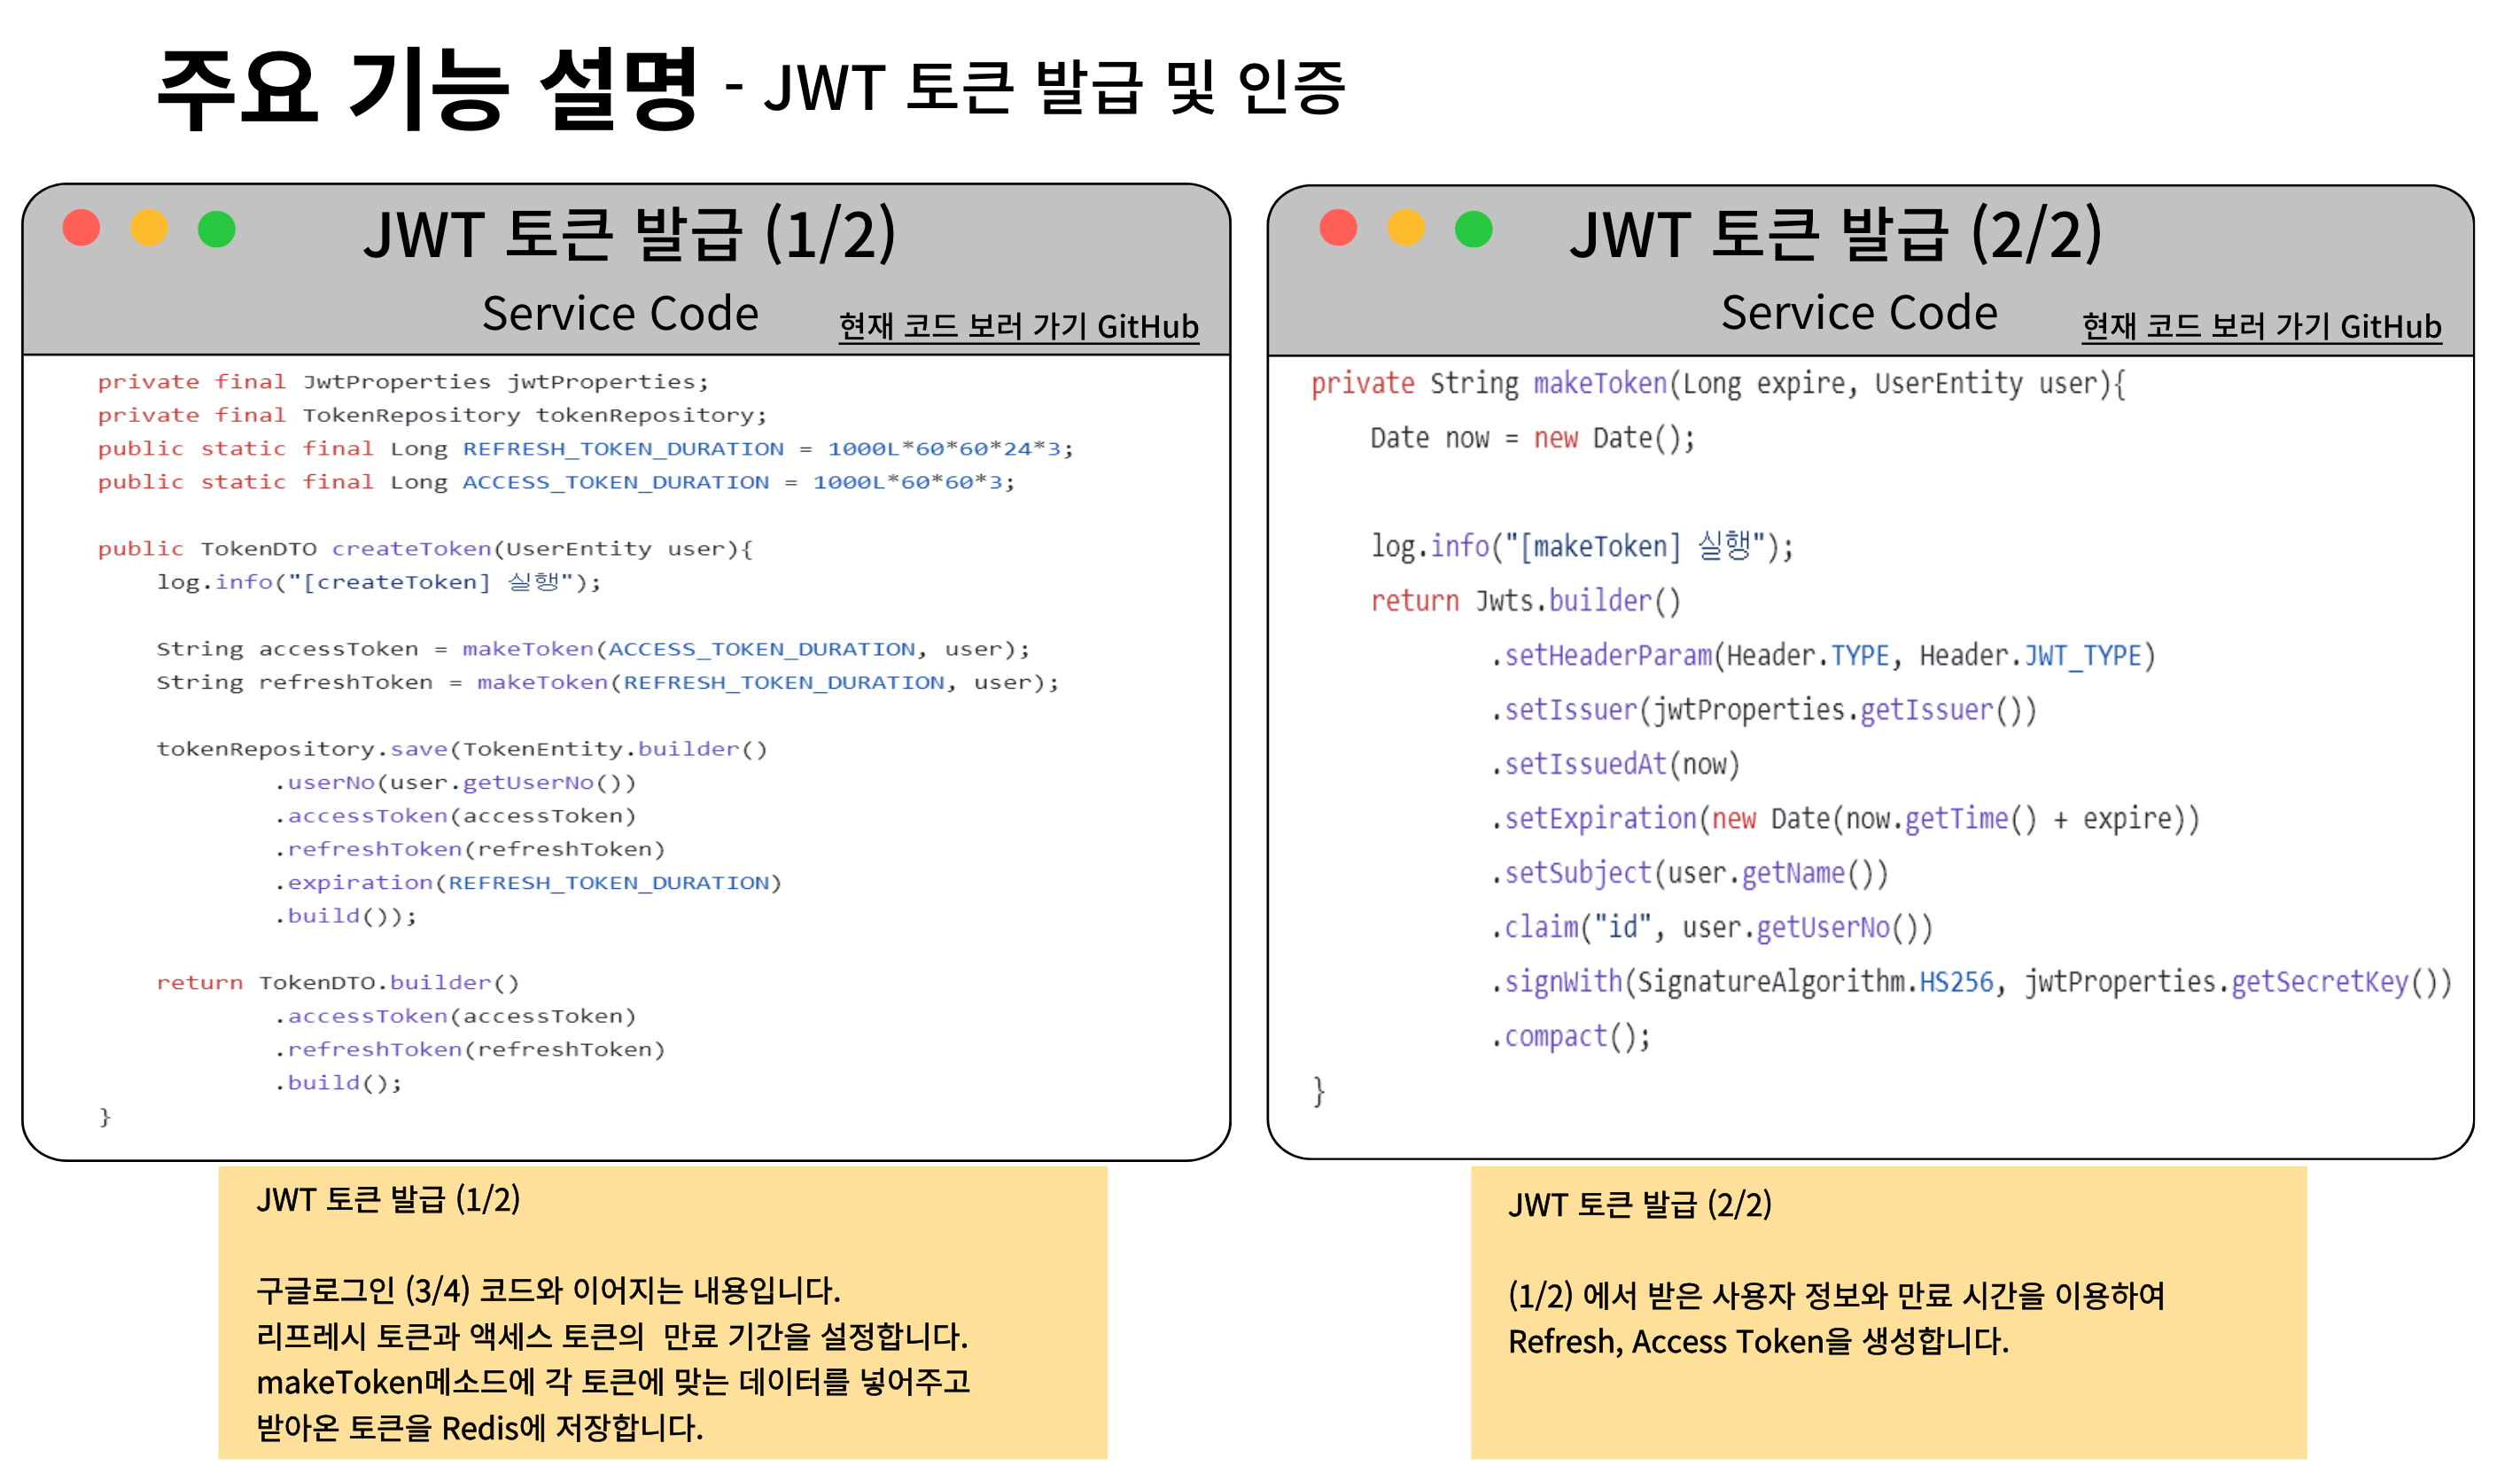 주요 기능 설명 - JWT 토큰 발급 및 인증
JWT 토큰 발급 (1/2)
Service Code
현재 코드 보러 가기 GitHub
private final JwtProperties jwtProperties;
private final TokenRepository tokenRepository;
public static final Long REFRESH_TOKEN_DURATION = 1000L*60*60*24*3;
public static final Long ACCESS_TOKEN_DURATION = 1000L*60*60*3;
public TokenDTO createToken(UserEntity user){
    log.info("[createToken] 실행");
    String accessToken = makeToken(ACCESS_TOKEN_DURATION, user);
    String refreshToken = makeToken(REFRESH_TOKEN_DURATION, user);
    tokenRepository.save(TokenEntity.builder()
            .userNo(user.getUserNo())
            .accessToken(accessToken)
            .refreshToken(refreshToken)
            .expiration(REFRESH_TOKEN_DURATION)
            .build());
    return TokenDTO.builder()
            .accessToken(accessToken)
            .refreshToken(refreshToken)
            .build();
}
JWT 토큰 발급 (1/2)
구글로그인 (3/4) 코드와 이어지는 내용입니다.
리프레시 토큰과 액세스 토큰의  만료 기간을 설정합니다.
makeToken메소드에 각 토큰에 맞는 데이터를 넣어주고
받아온 토큰을 Redis에 저장합니다.
JWT 토큰 발급 (2/2)
Service Code
현재 코드 보러 가기 GitHub
private String makeToken(Long expire, UserEntity user){
    Date now = new Date();
    log.info("[makeToken] 실행");
    return Jwts.builder()
            .setHeaderParam(Header.TYPE, Header.JWT_TYPE)
            .setIssuer(jwtProperties.getIssuer())
            .setIssuedAt(now)
            .setExpiration(new Date(now.getTime() + expire))
            .setSubject(user.getName())
            .claim("id", user.getUserNo())
            .signWith(SignatureAlgorithm.HS256, jwtProperties.getSecretKey())
            .compact();
}
JWT 토큰 발급 (2/2)
(1/2) 에서 받은 사용자 정보와 만료 시간을 이용하여
Refresh, Access Token을 생성합니다.